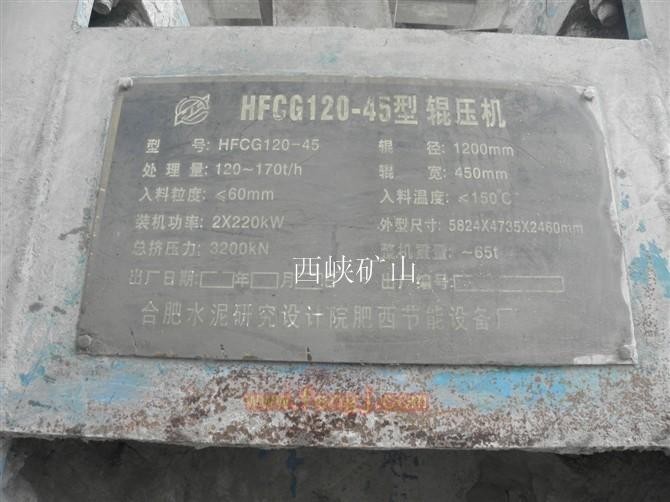 HFCG120-45型 辊压机
型 号: HFCG120-45 辊 径: 1200mm
处 理 量: 120~170t/h 辊 宽: 450mm
入料粒度: ≤60mm 入料温度: ≤150℃
装机功率: 2X220kW 外型尺寸: 5824X4735X2460mm
总挤压力: 3200kN 整机重量: ~65t
出厂日期: 年 月 出厂编号:
西峡矿山
合肥水泥研究设计院肥西节能设备厂